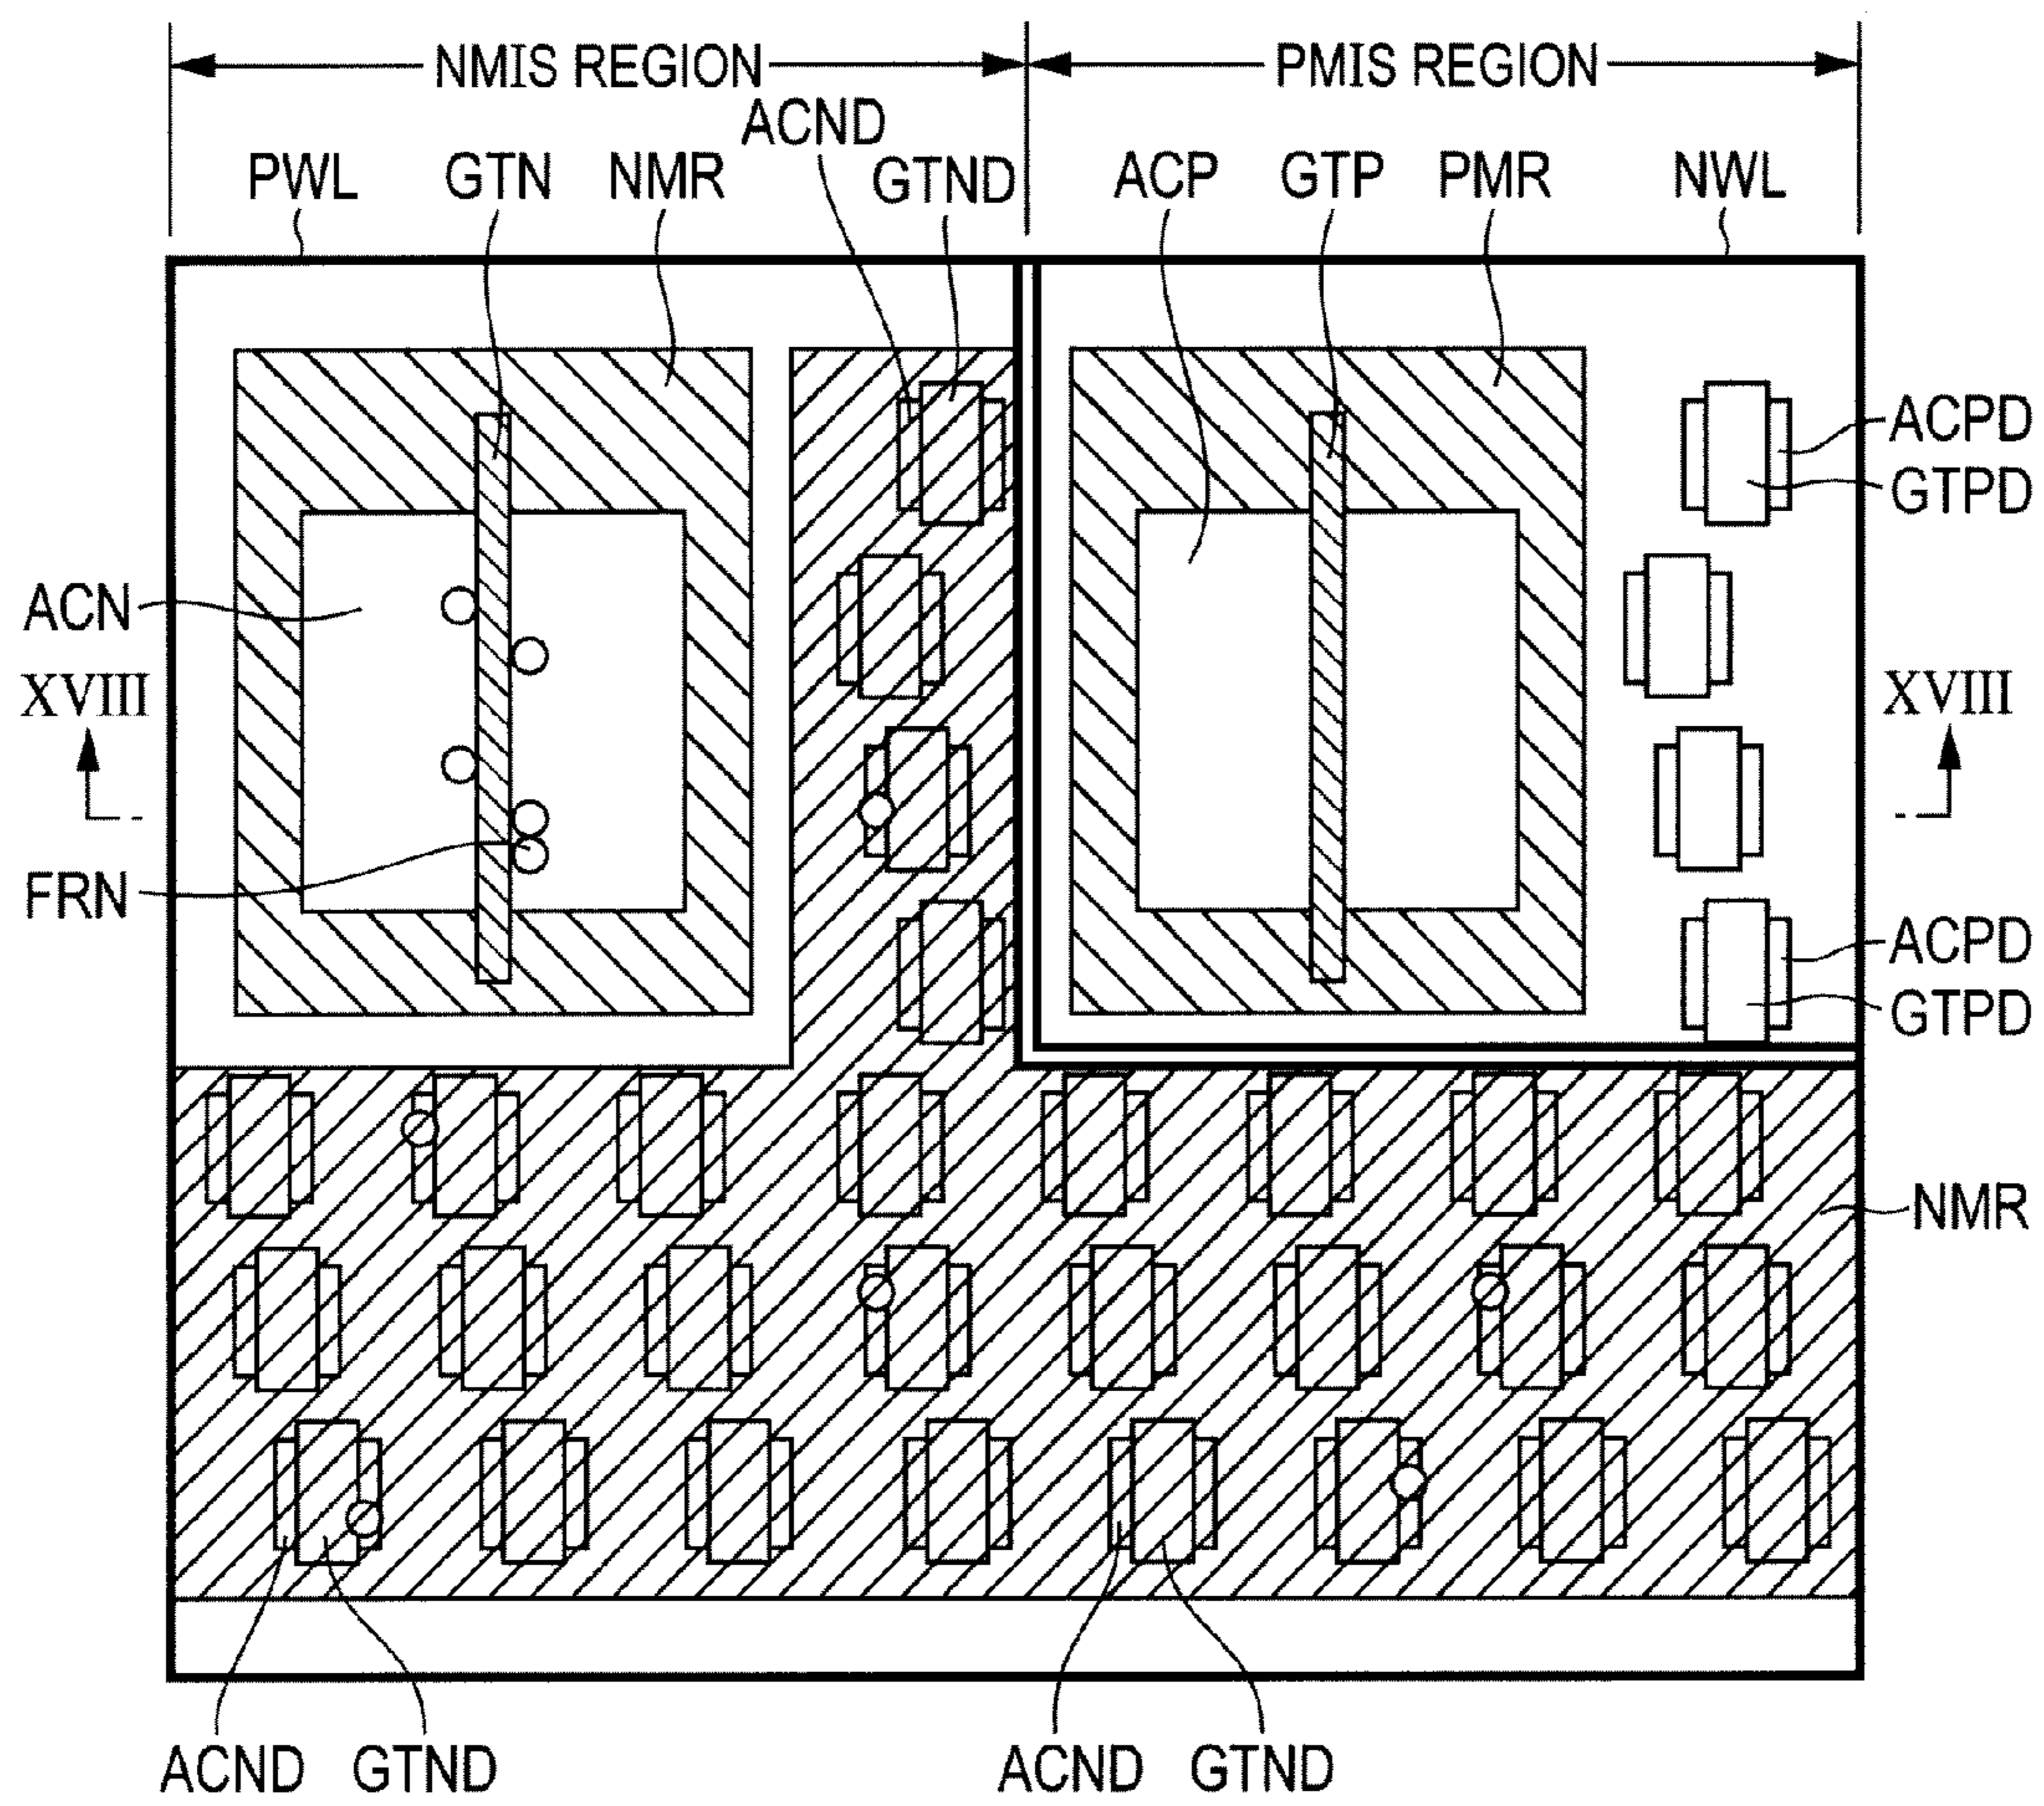 NMIS REGION PMIS REGION
ACND
PWL GTN NMR GTND ACP GTP PMR NWL
ACPD
GTPD
ACN
XVIII XVIII
FRN
ACPD
GTPD
NMR
ACND GTND ACND GTND